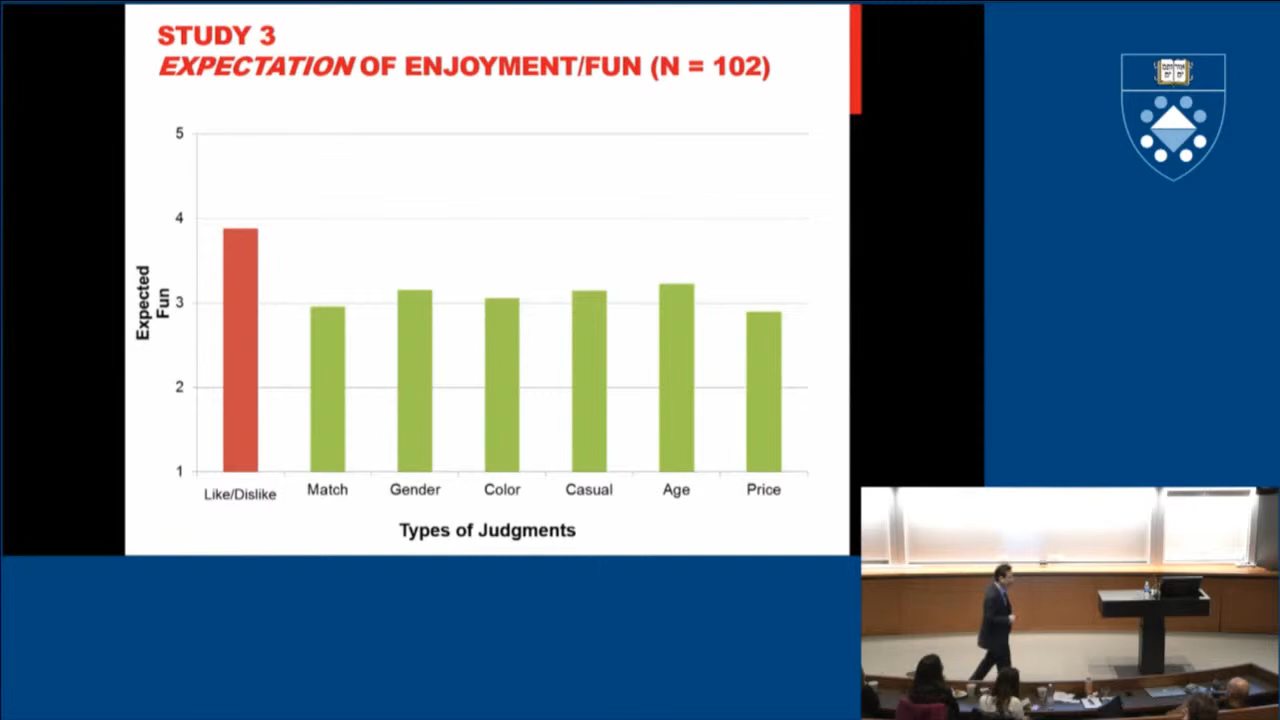 STUDY 3
EXPECTATION OF ENJOYMENT/FUN (N = 102)
5
4
3
2
1
Expected
Fun
Like/Dislike Match Gender Color Casual Age Price
Types of Judgments